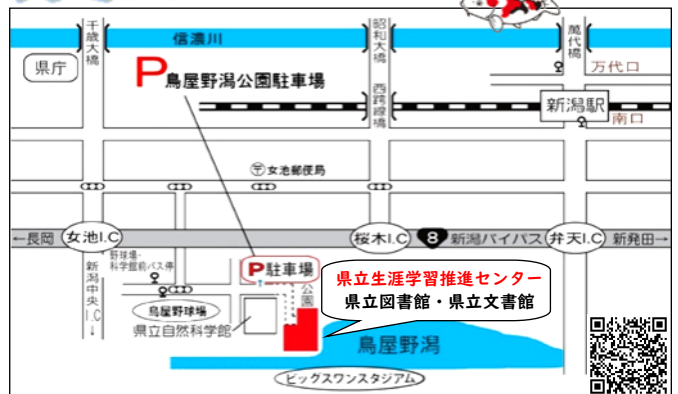 千歳大橋
信濃川
昭和大橋
萬代橋
県庁
P鳥屋野潟公園駐車場
万代口
西跨線橋
新潟駅
南口
〒女池郵便局
←長岡
女池I.C
桜木I.C
8
新潟バイパス
弁天I.C
新発田→
野球場・
科学館前バス停
新潟中央I.C
↓
P駐車場
公園
鳥屋野球場
県立自然科学館
県立生涯学習推進センター
県立図書館・県立文書館
鳥屋野潟
ビッグスワンスタジアム